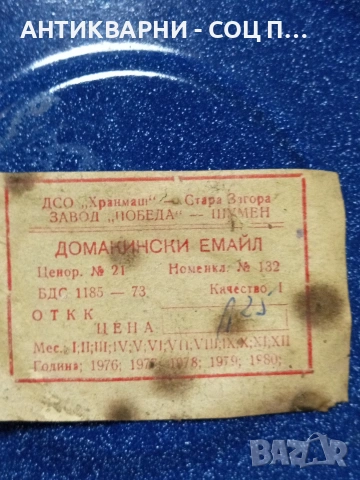 АНТИКВАРНИ - СОЦ П...
ДСО „Хранмаш" — Стара Загора
ЗАВОД „ПОБЕДА" — ШУМЕН
ДОМАКИНСКИ ЕМАЙЛ
Ценор. № 21 Номенкл. № 132
БДС 1185 — 73 Качество I
ОТКК
ЦЕНА
Мес. I;II;III;IV;V;VI;VII;VIII;IX;X;XI;XII
Година; 1976; 1977; 1978; 1979; 1980;
BAZAR